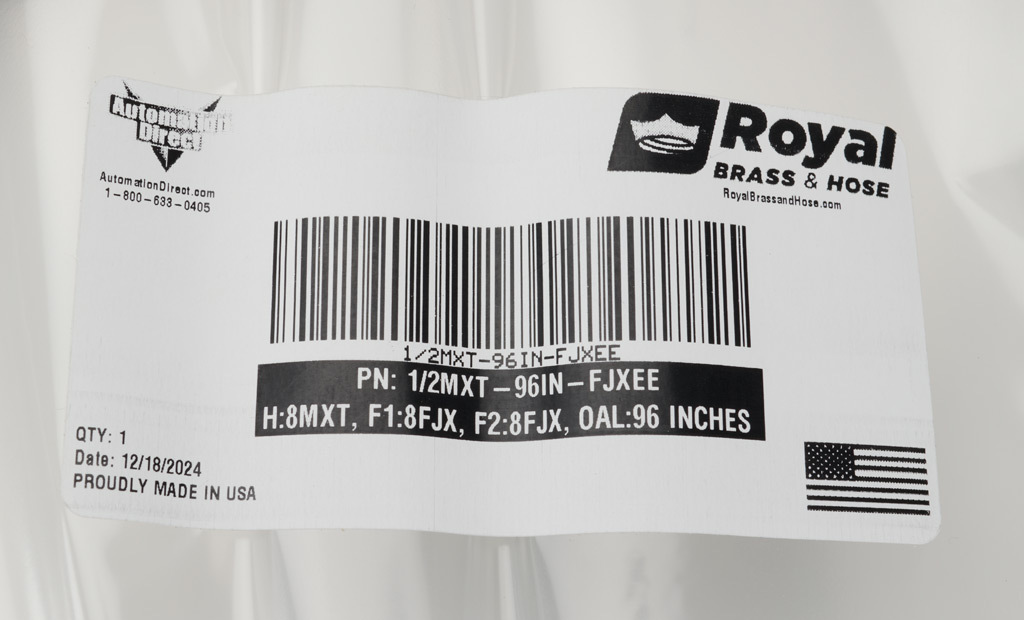 Automation
Direct
AutomationDirect.com
1-800-633-0405
Royal
BRASS & HOSE
RoyalBrassandHose.com
1/2MXT-96IN-FJXEE
PN: 1/2MXT-96IN-FJXEE
H:8MXT, F1:8FJX, F2:8FJX, OAL:96 INCHES
QTY: 1
Date: 12/18/2024
PROUDLY MADE IN USA